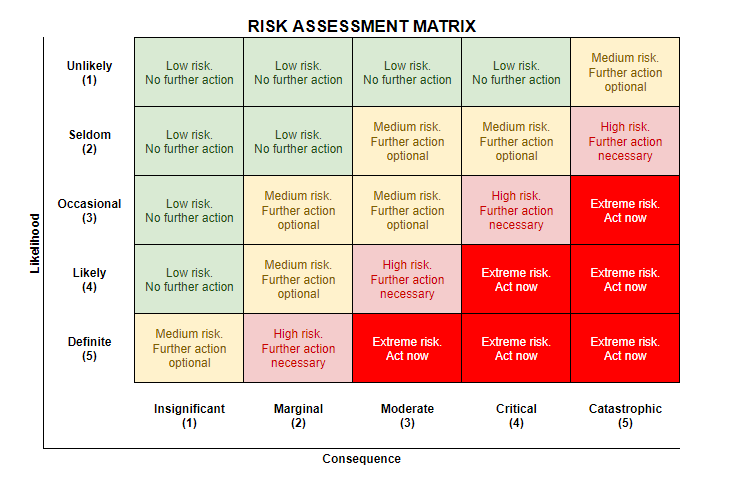 RISK ASSESSMENT MATRIX
Unlikely
(1)
Low risk.
No further action
Low risk.
No further action
Low risk.
No further action
Low risk.
No further action
Medium risk.
Further action
optional
Seldom
(2)
Low risk.
No further action
Low risk.
No further action
Medium risk.
Further action
optional
Medium risk.
Further action
optional
High risk.
Further action
necessary
Occasional
(3)
Low risk.
No further action
Medium risk.
Further action
optional
Medium risk.
Further action
optional
High risk.
Further action
necessary
Extreme risk.
Act now
Likelihood
Likely
(4)
Low risk.
No further action
Medium risk.
Further action
optional
High risk.
Further action
necessary
Extreme risk.
Act now
Extreme risk.
Act now
Definite
(5)
Medium risk.
Further action
optional
High risk.
Further action
necessary
Extreme risk.
Act now
Extreme risk.
Act now
Extreme risk.
Act now
Insignificant
(1)
Marginal
(2)
Moderate
(3)
Critical
(4)
Catastrophic
(5)
Consequence